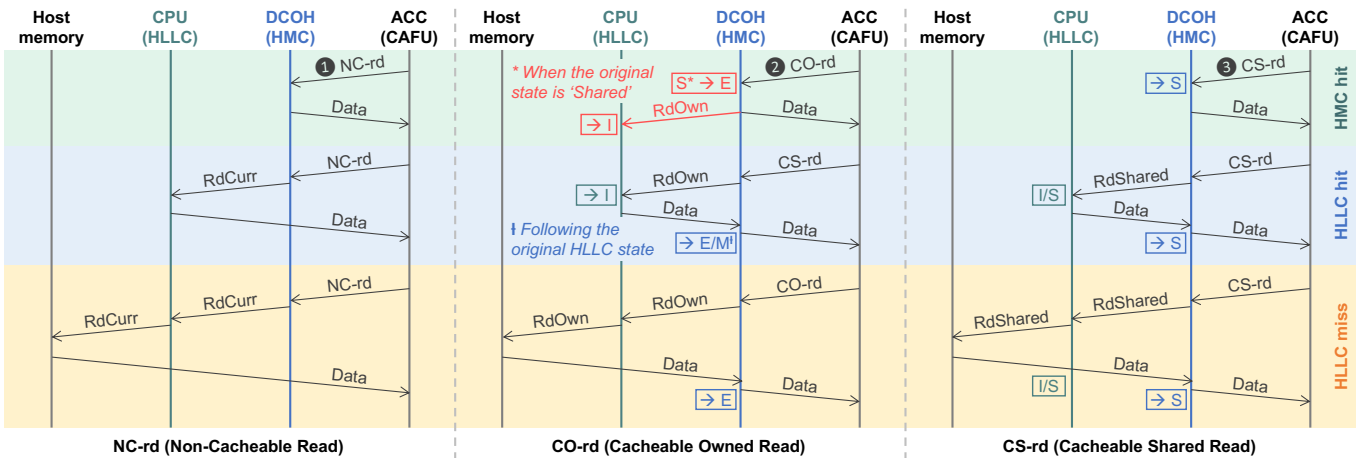 Host memory
CPU (HLLC)
DCOH (HMC)
ACC (CAFU)
Host memory
CPU (HLLC)
DCOH (HMC)
ACC (CAFU)
Host memory
CPU (HLLC)
DCOH (HMC)
ACC (CAFU)
1 NC-rd
Data
* When the original
state is ‘Shared’
S* → E
2 CO-rd
RdOwn
→ I
Data
3 CS-rd
→ S
Data
HMC hit
NC-rd
RdCurr
Data
CS-rd
RdOwn
→ I
Data
ƚ Following the
original HLLC state
→ E/Mƚ
Data
CS-rd
RdShared
I/S
Data
→ S
Data
HLLC hit
NC-rd
RdCurr
RdCurr
Data
CO-rd
RdOwn
RdOwn
Data
→ E
Data
CS-rd
RdShared
RdShared
Data
I/S
→ S
Data
HLLC miss
NC-rd (Non-Cacheable Read)
CO-rd (Cacheable Owned Read)
CS-rd (Cacheable Shared Read)